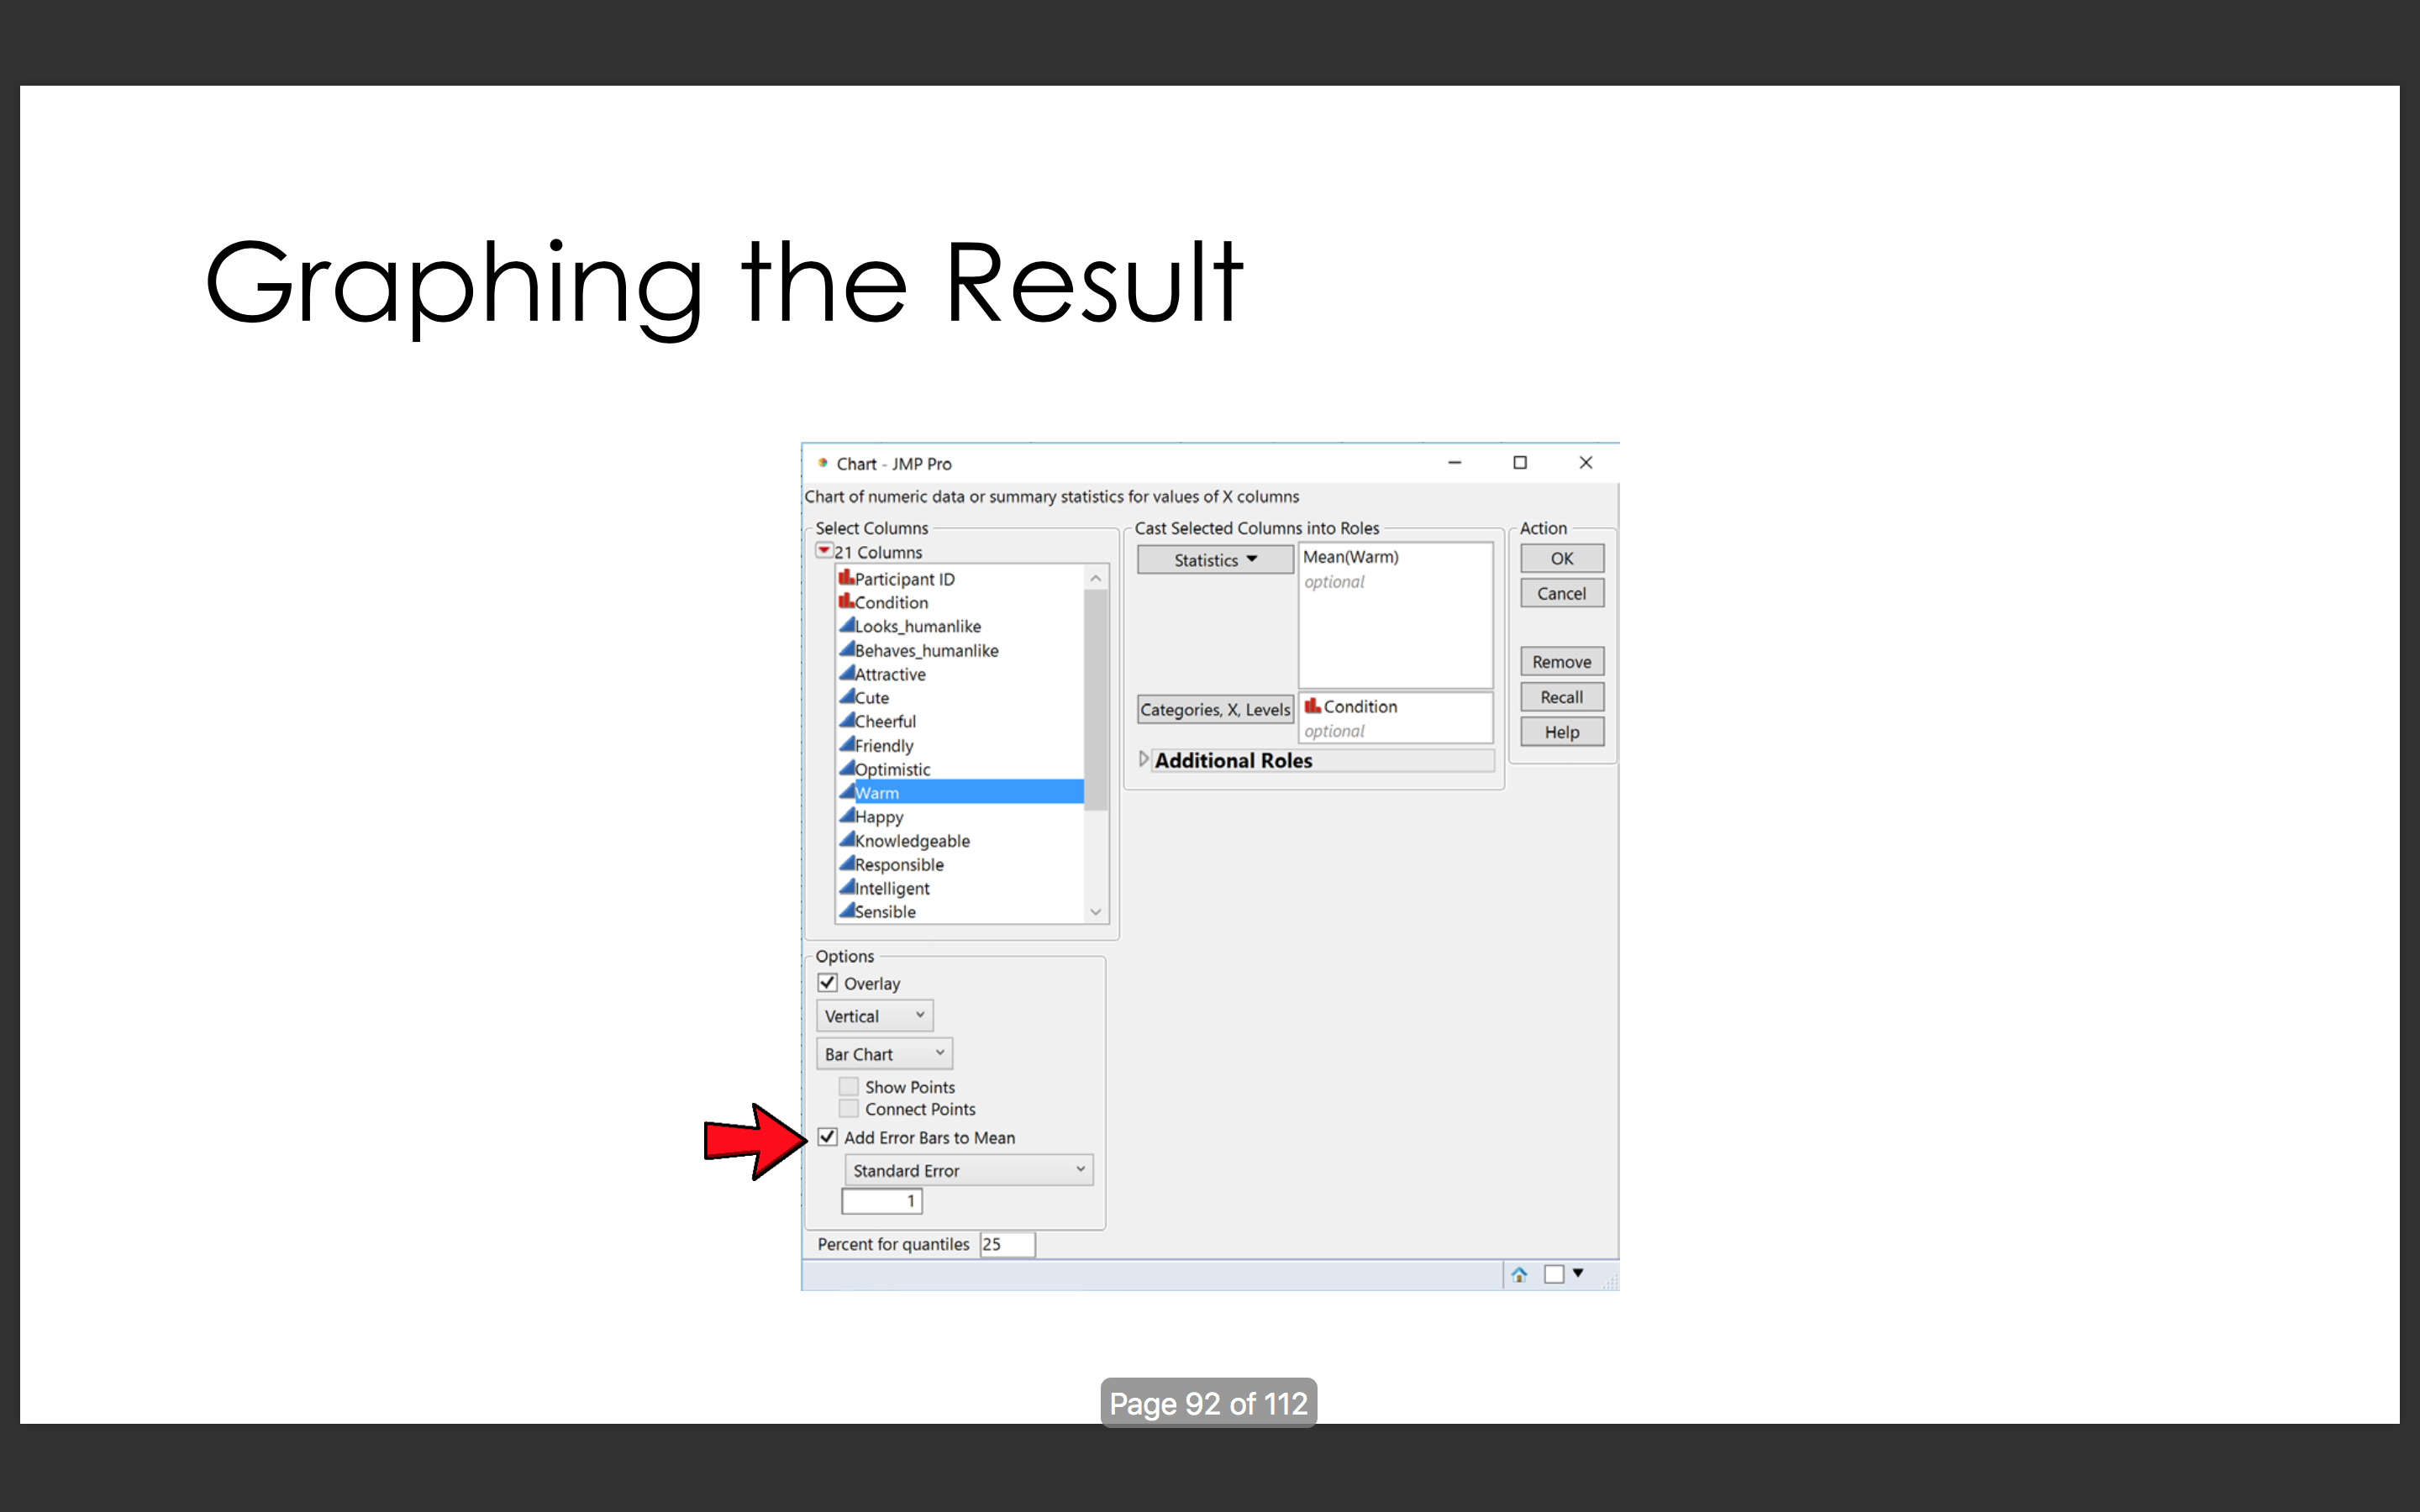 Graphing the Result
Chart - JMP Pro
Chart of numeric data or summary statistics for values of X columns
Select Columns
21 Columns
Participant ID
Condition
Looks_humanlike
Behaves_humanlike
Attractive
Cute
Cheerful
Friendly
Optimistic
Warm
Happy
Knowledgeable
Responsible
Intelligent
Sensible
Cast Selected Columns into Roles
Statistics
Mean(Warm)
optional
Categories, X, Levels
Condition
optional
Additional Roles
Action
OK
Cancel
Remove
Recall
Help
Options
Overlay
Vertical
Bar Chart
Show Points
Connect Points
Add Error Bars to Mean
Standard Error
1
Percent for quantiles 25
Page 92 of 112